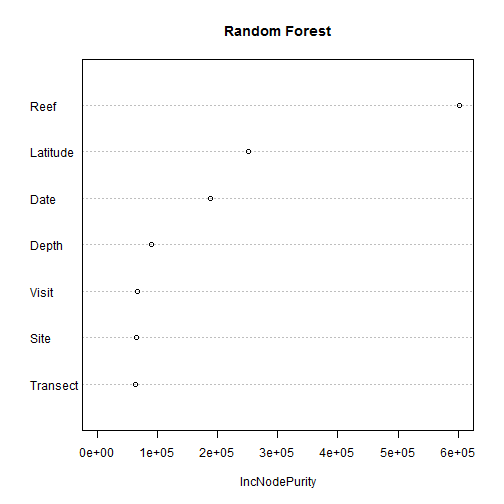 Random Forest
Reef
Latitude
Date
Depth
Visit
Site
Transect
0e+00 1e+05 2e+05 3e+05 4e+05 5e+05 6e+05
IncNodePurity